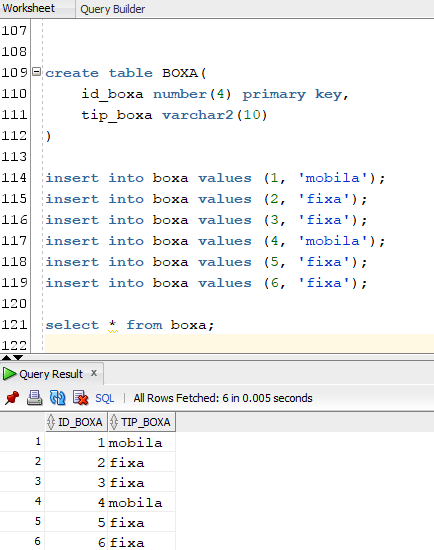 Worksheet Query Builder
107
108
109 create table BOXA(
110 id_boxa number(4) primary key,
111 tip_boxa varchar2(10)
112 )
113
114 insert into boxa values (1, 'mobila');
115 insert into boxa values (2, 'fixa');
116 insert into boxa values (3, 'fixa');
117 insert into boxa values (4, 'mobila');
118 insert into boxa values (5, 'fixa');
119 insert into boxa values (6, 'fixa');
120
121 select * from boxa;
122
Query Result x
SQL | All Rows Fetched: 6 in 0.005 seconds
ID_BOXA TIP_BOXA
1 1 mobila
2 2 fixa
3 3 fixa
4 4 mobila
5 5 fixa
6 6 fixa